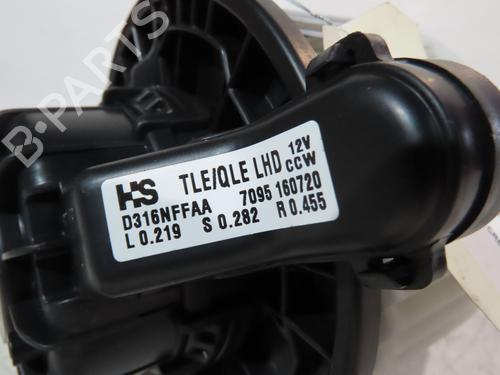 B-PARTS
HS TLE/QLE LHD 12V CCW
D316NFFAA 7095 160720
L 0.219 S 0.282 R 0.455